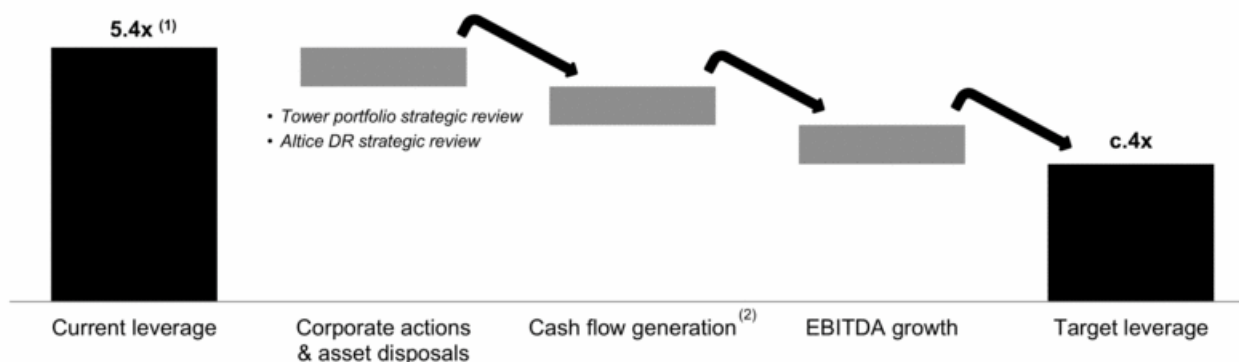 5.4x (1)
• Tower portfolio strategic review
• Altice DR strategic review
c.4x
Current leverage
Corporate actions
& asset disposals
Cash flow generation (2)
EBITDA growth
Target leverage